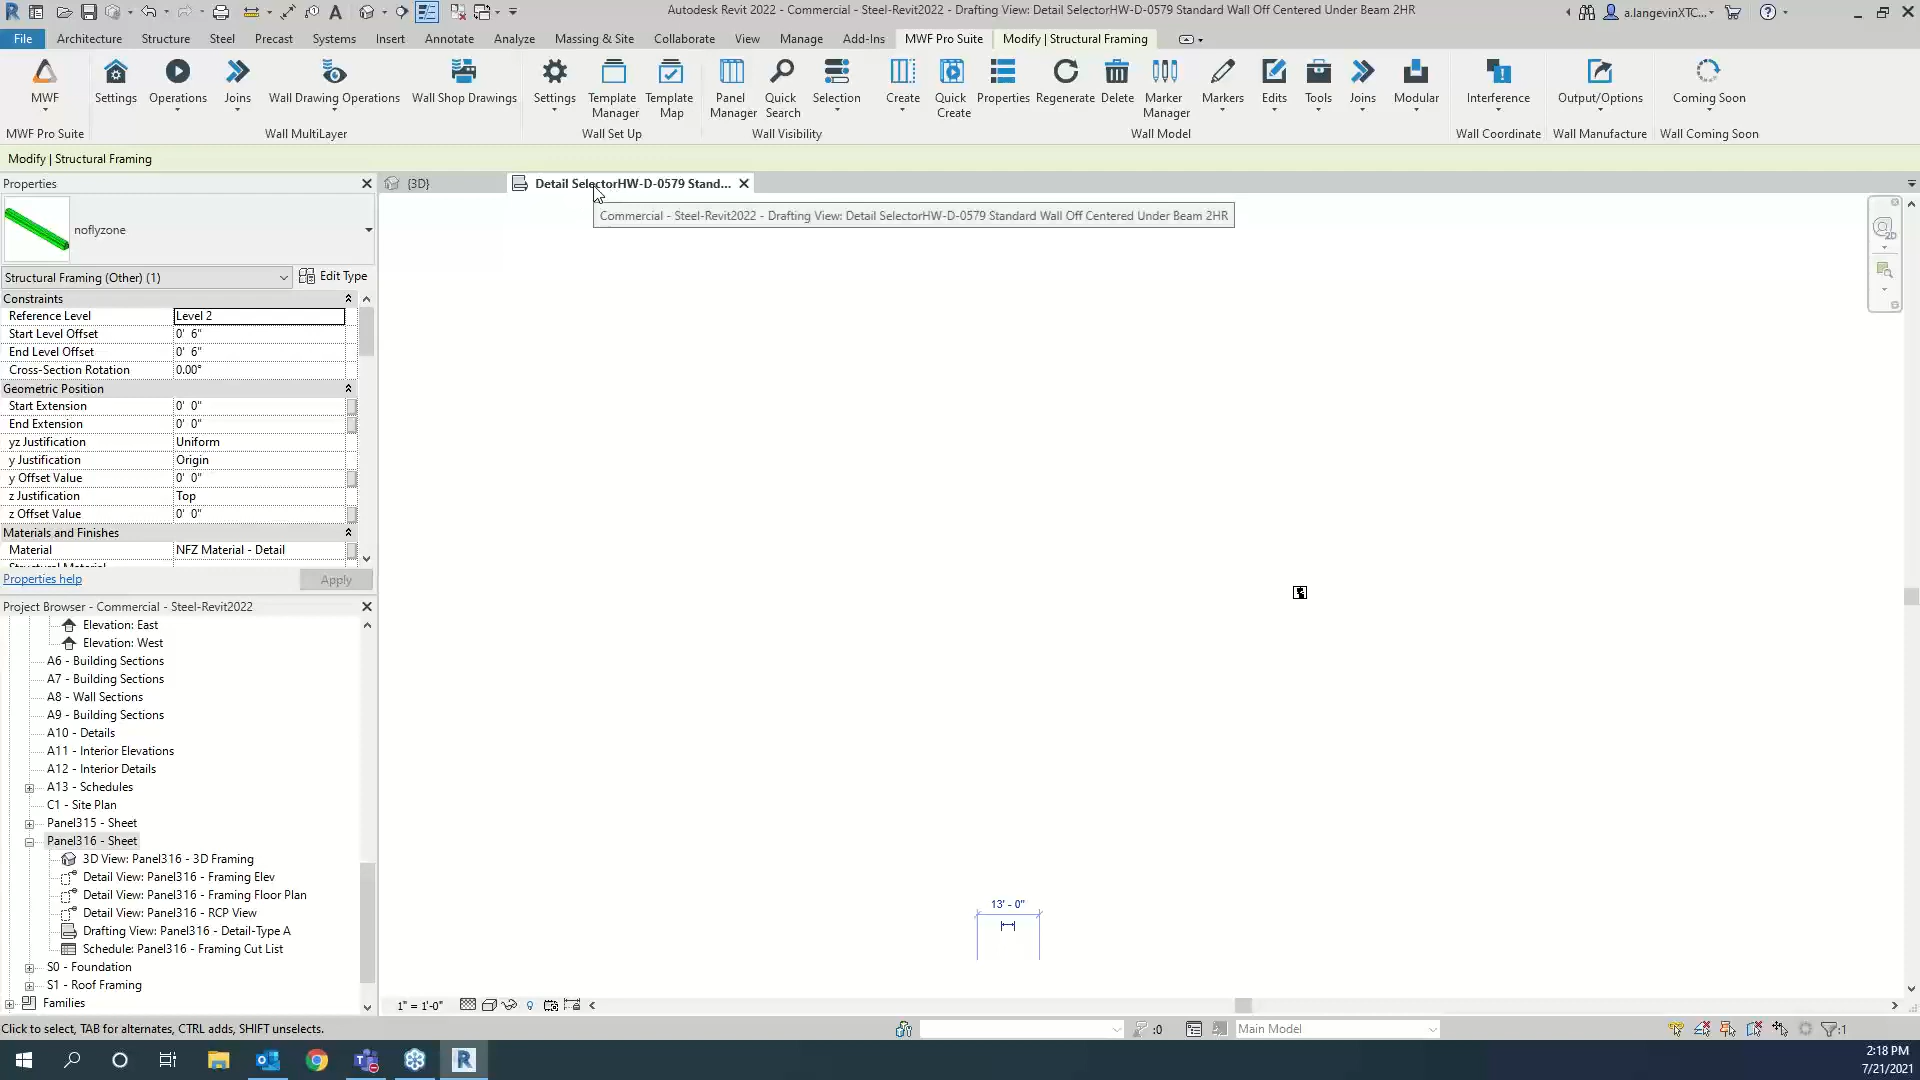 Autodesk Revit 2022 - Commercial - Steel-Revit2022 - Drafting View: Detail SelectorHW-D-0579 Standard Wall Off Centered Under Beam 2HR
a.langevinXTC...
File Architecture Structure Steel Precast Systems Insert Annotate Analyze Massing & Site Collaborate View Manage Add-Ins MWF Pro Suite Modify | Structural Framing
MWF Settings Operations Joins Wall Drawing Operations Wall Shop Drawings Settings Template Manager Template Map Panel Manager Quick Search Selection Create Quick Create Properties Regenerate Delete Marker Manager Markers Edits Tools Joins Modular Interference Output/Options Coming Soon
MWF Pro Suite Wall MultiLayer Wall Set Up Wall Visibility Wall Model Wall Coordinate Wall Manufacture Wall Coming Soon
Modify | Structural Framing
Properties
{3D}
Detail SelectorHW-D-0579 Stand...
Commercial - Steel-Revit2022 - Drafting View: Detail SelectorHW-D-0579 Standard Wall Off Centered Under Beam 2HR
2D
noflyzone
Structural Framing (Other) (1)
Edit Type
Constraints
Reference Level Level 2
Start Level Offset 0' 6"
End Level Offset 0' 6"
Cross-Section Rotation 0.00°
Geometric Position
Start Extension 0' 0"
End Extension 0' 0"
yz Justification Uniform
y Justification Origin
y Offset Value 0' 0"
z Justification Top
z Offset Value 0' 0"
Materials and Finishes
Material NFZ Material - Detail
Structural Material
Properties help
Apply
Project Browser - Commercial - Steel-Revit2022
Elevation: East
Elevation: West
A6 - Building Sections
A7 - Building Sections
A8 - Wall Sections
A9 - Building Sections
A10 - Details
A11 - Interior Elevations
A12 - Interior Details
A13 - Schedules
C1 - Site Plan
Panel315 - Sheet
Panel316 - Sheet
3D View: Panel316 - 3D Framing
Detail View: Panel316 - Framing Elev
Detail View: Panel316 - Framing Floor Plan
Detail View: Panel316 - RCP View
Drafting View: Panel316 - Detail-Type A
Schedule: Panel316 - Framing Cut List
S0 - Foundation
S1 - Roof Framing
Families
13' - 0"
1" = 1'-0"
Click to select, TAB for alternates, CTRL adds, SHIFT unselects.
:0
Main Model
:1
2:18 PM
7/21/2021